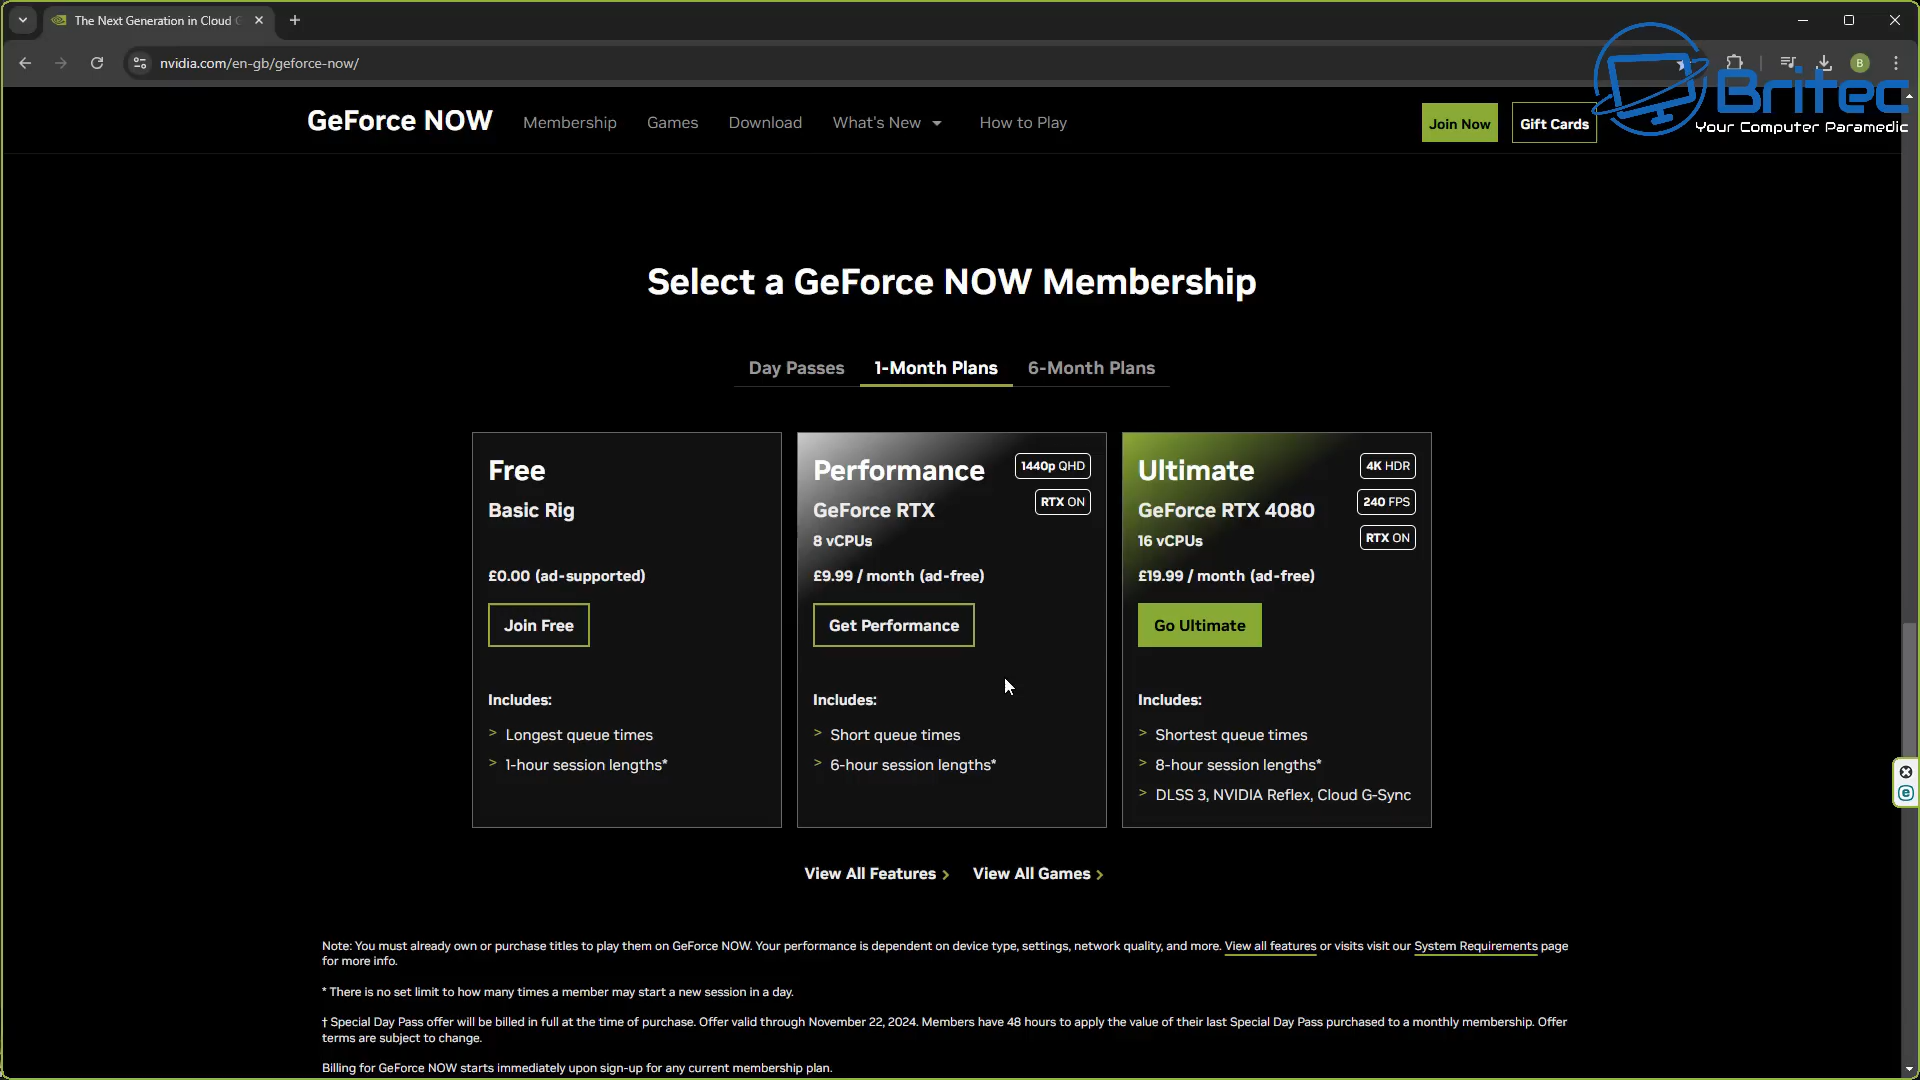 The Next Generation in Cloud G
nvidia.com/en-gb/geforce-now/
B
Britec
Your Computer Paramedic
GeForce NOW Membership Games Download What's New How to Play Join Now Gift Cards
Select a GeForce NOW Membership
Day Passes 1-Month Plans 6-Month Plans
Free
Basic Rig
£0.00 (ad-supported)
Join Free
Includes:
> Longest queue times
> 1-hour session lengths*
Performance
1440p QHD
RTX ON
GeForce RTX
8 vCPUs
£9.99 / month (ad-free)
Get Performance
Includes:
> Short queue times
> 6-hour session lengths*
Ultimate
4K HDR
240 FPS
RTX ON
GeForce RTX 4080
16 vCPUs
£19.99 / month (ad-free)
Go Ultimate
Includes:
> Shortest queue times
> 8-hour session lengths*
> DLSS 3, NVIDIA Reflex, Cloud G-Sync
View All Features > View All Games >
Note: You must already own or purchase titles to play them on GeForce NOW. Your performance is dependent on device type, settings, network quality, and more. View all features or visits visit our System Requirements page
for more info.
* There is no set limit to how many times a member may start a new session in a day.
† Special Day Pass offer will be billed in full at the time of purchase. Offer valid through November 22, 2024. Members have 48 hours to apply the value of their last Special Day Pass purchased to a monthly membership. Offer
terms are subject to change.
Billing for GeForce NOW starts immediately upon sign-up for any current membership plan.